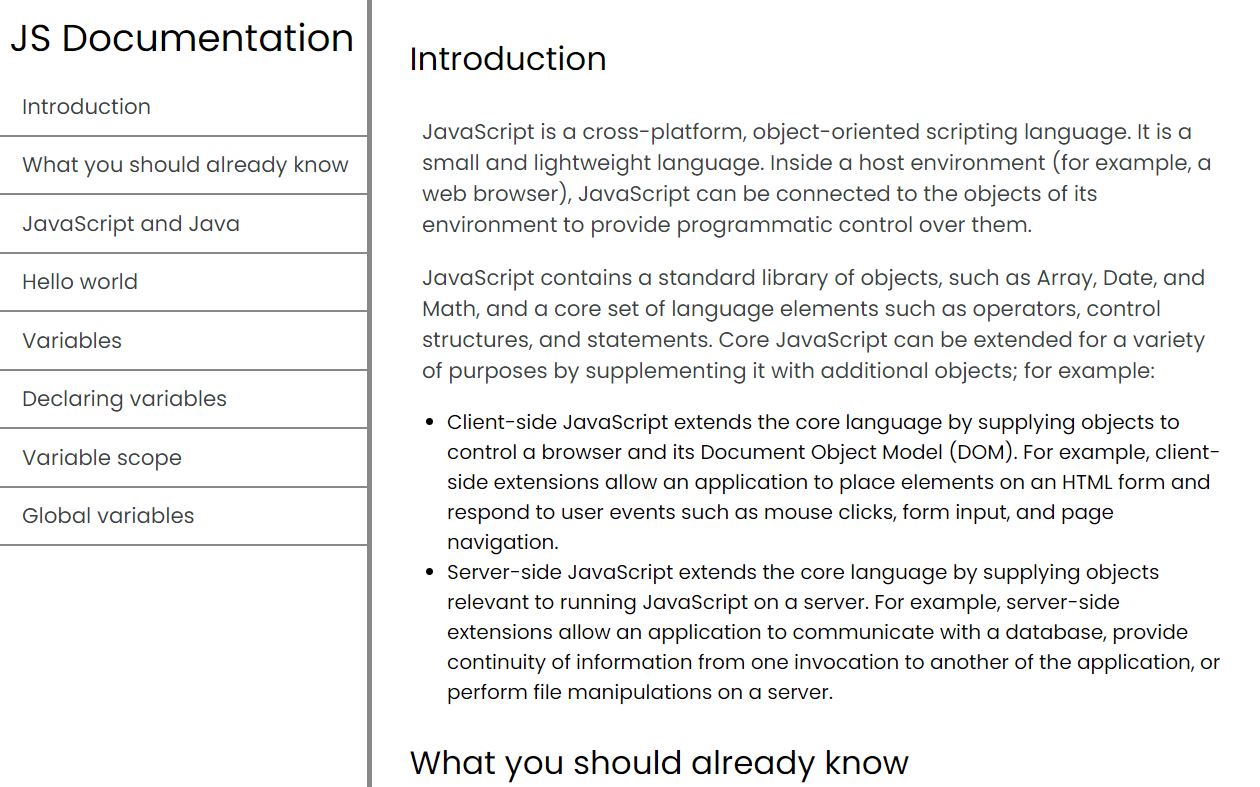 JS Documentation
Introduction
What you should already know
JavaScript and Java
Hello world
Variables
Declaring variables
Variable scope
Global variables
Introduction
JavaScript is a cross-platform, object-oriented scripting language. It is a
small and lightweight language. Inside a host environment (for example, a
web browser), JavaScript can be connected to the objects of its
environment to provide programmatic control over them.
JavaScript contains a standard library of objects, such as Array, Date, and
Math, and a core set of language elements such as operators, control
structures, and statements. Core JavaScript can be extended for a variety
of purposes by supplementing it with additional objects; for example:
• Client-side JavaScript extends the core language by supplying objects to
control a browser and its Document Object Model (DOM). For example, client-
side extensions allow an application to place elements on an HTML form and
respond to user events such as mouse clicks, form input, and page
navigation.
• Server-side JavaScript extends the core language by supplying objects
relevant to running JavaScript on a server. For example, server-side
extensions allow an application to communicate with a database, provide
continuity of information from one invocation to another of the application, or
perform file manipulations on a server.
What you should already know